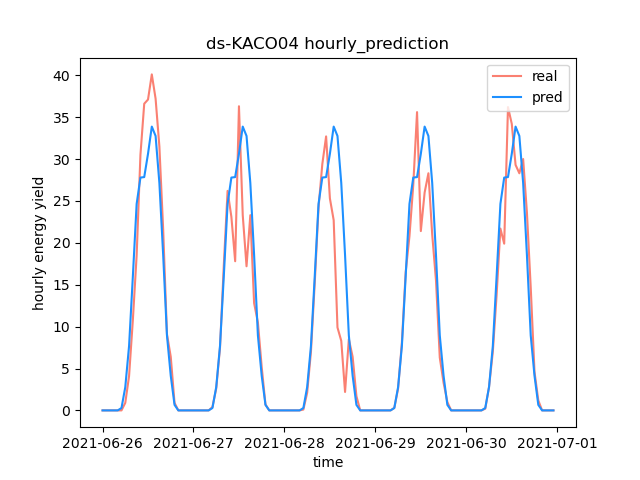 ds-KACO04 hourly_prediction
real
pred
hourly energy yield
40
35
30
25
20
15
10
5
0
2021-06-26 2021-06-27 2021-06-28 2021-06-29 2021-06-30 2021-07-01
time